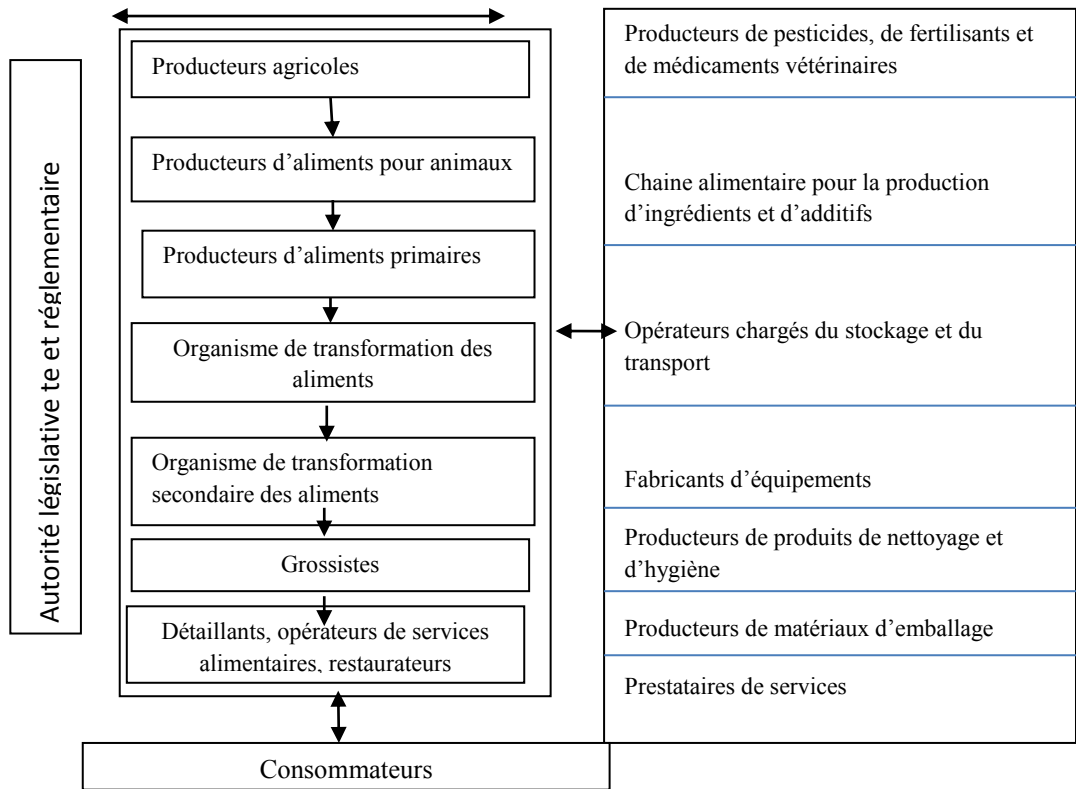 Autorité législative te et réglementaire
Producteurs agricoles
Producteurs d’aliments pour animaux
Producteurs d’aliments primaires
Organisme de transformation des
aliments
Organisme de transformation
secondaire des aliments
Grossistes
Détaillants, opérateurs de services
alimentaires, restaurateurs
Consommateurs
Producteurs de pesticides, de fertilisants et
de médicaments vétérinaires
Chaine alimentaire pour la production
d’ingrédients et d’additifs
Opérateurs chargés du stockage et du
transport
Fabricants d’équipements
Producteurs de produits de nettoyage et
d’hygiène
Producteurs de matériaux d’emballage
Prestataires de services